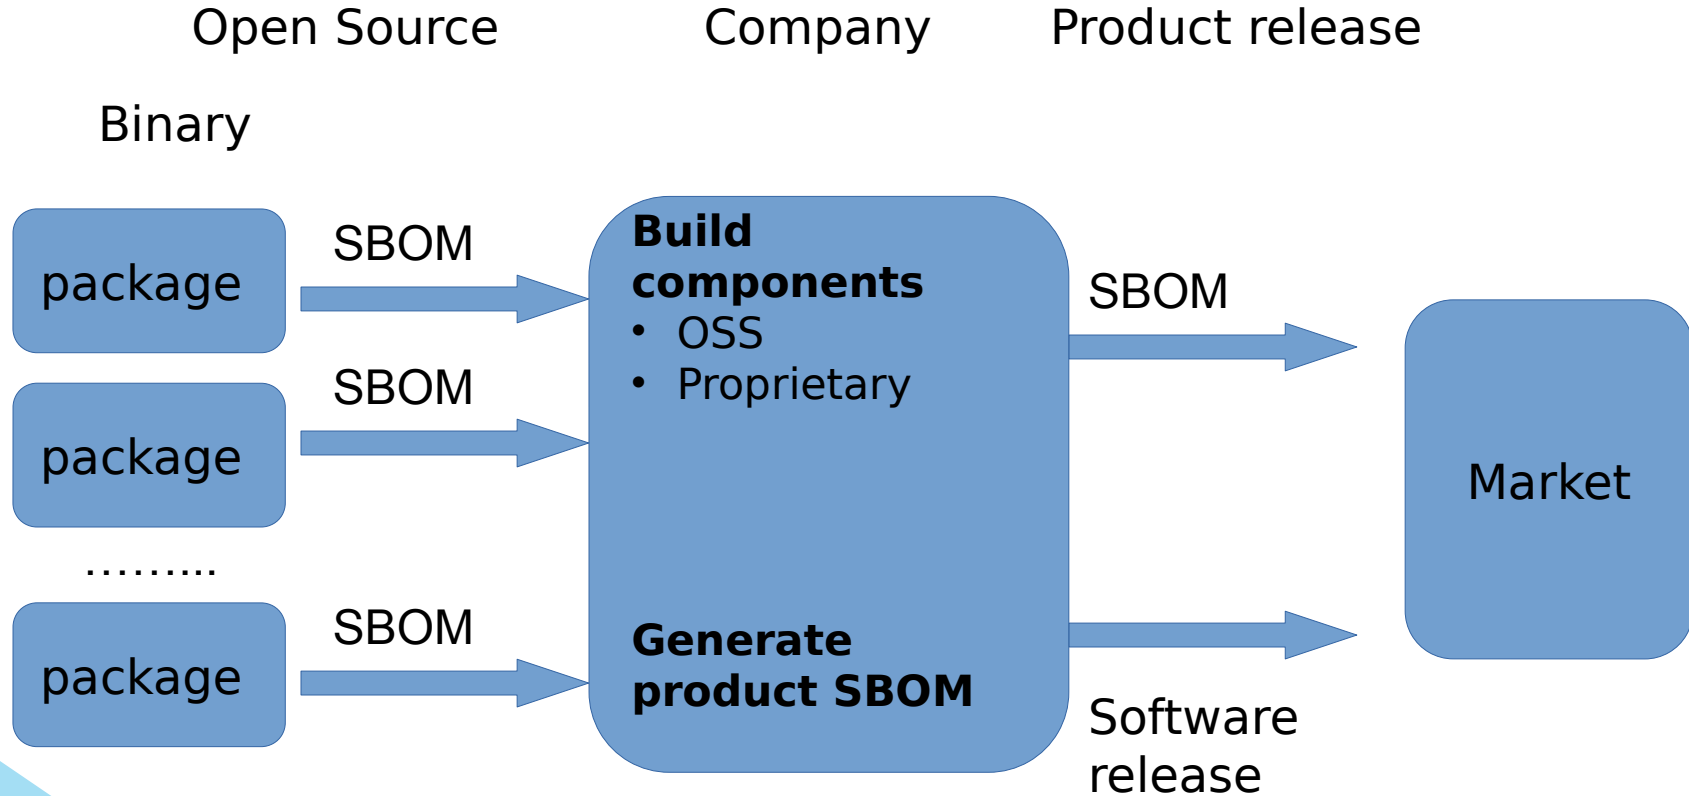 Open Source
Company
Product release
Binary
package
SBOM
package
SBOM
………...
package
SBOM
Build
components
• OSS
• Proprietary
Generate
product SBOM
SBOM
Software
release
Market